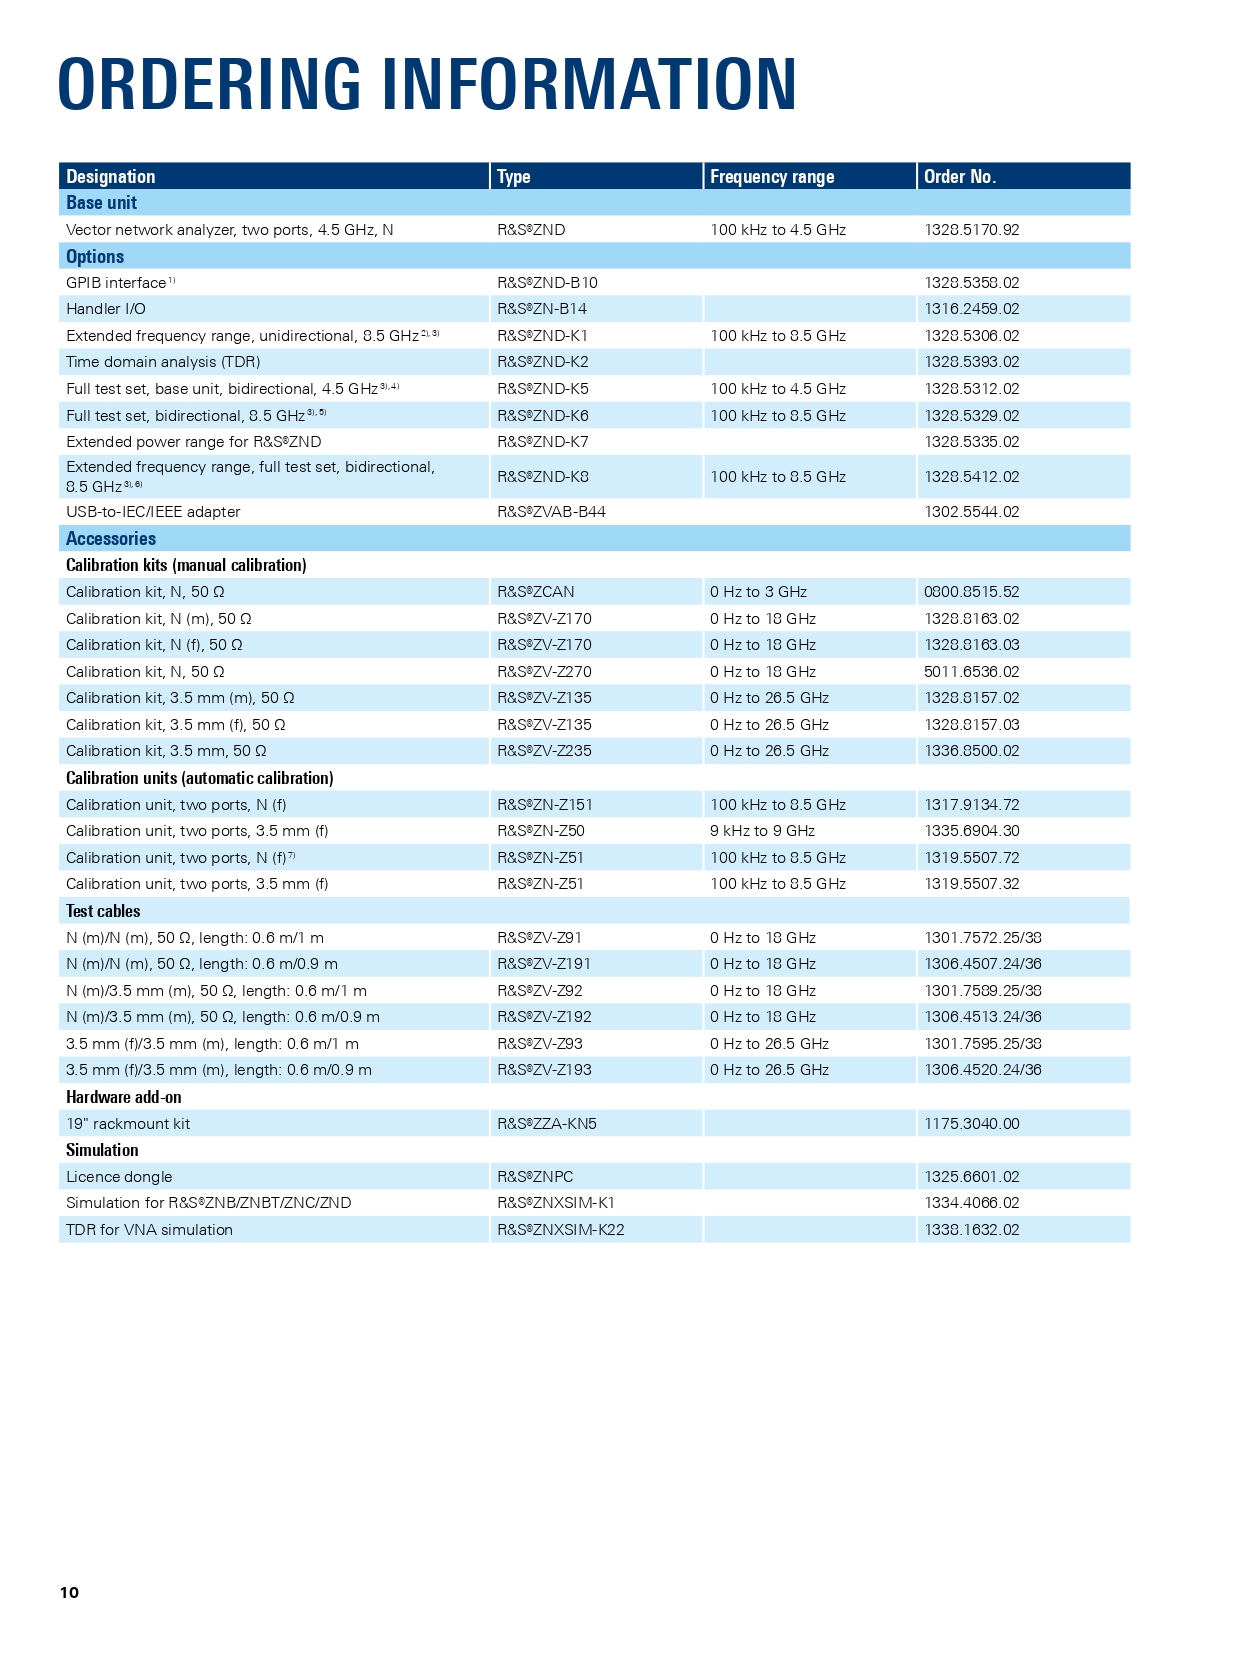 ORDERING INFORMATION
Designation Type Frequency range Order No.
Base unit
Vector network analyzer, two ports, 4.5 GHz, N R&S®ZND 100 kHz to 4.5 GHz 1328.5170.92
Options
GPIB interface 1) R&S®ZND-B10 1328.5358.02
Handler I/O R&S®ZN-B14 1316.2459.02
Extended frequency range, unidirectional, 8.5 GHz 2), 3) R&S®ZND-K1 100 kHz to 8.5 GHz 1328.5306.02
Time domain analysis (TDR) R&S®ZND-K2 1328.5393.02
Full test set, base unit, bidirectional, 4.5 GHz 3), 4) R&S®ZND-K5 100 kHz to 4.5 GHz 1328.5312.02
Full test set, bidirectional, 8.5 GHz 3), 5) R&S®ZND-K6 100 kHz to 8.5 GHz 1328.5329.02
Extended power range for R&S®ZND R&S®ZND-K7 1328.5335.02
Extended frequency range, full test set, bidirectional,
8.5 GHz 3), 6) R&S®ZND-K8 100 kHz to 8.5 GHz 1328.5412.02
USB-to-IEC/IEEE adapter R&S®ZVAB-B44 1302.5544.02
Accessories
Calibration kits (manual calibration)
Calibration kit, N, 50 Ω R&S®ZCAN 0 Hz to 3 GHz 0800.8515.52
Calibration kit, N (m), 50 Ω R&S®ZV-Z170 0 Hz to 18 GHz 1328.8163.02
Calibration kit, N (f), 50 Ω R&S®ZV-Z170 0 Hz to 18 GHz 1328.8163.03
Calibration kit, N, 50 Ω R&S®ZV-Z270 0 Hz to 18 GHz 5011.6536.02
Calibration kit, 3.5 mm (m), 50 Ω R&S®ZV-Z135 0 Hz to 26.5 GHz 1328.8157.02
Calibration kit, 3.5 mm (f), 50 Ω R&S®ZV-Z135 0 Hz to 26.5 GHz 1328.8157.03
Calibration kit, 3.5 mm, 50 Ω R&S®ZV-Z235 0 Hz to 26.5 GHz 1336.8500.02
Calibration units (automatic calibration)
Calibration unit, two ports, N (f) R&S®ZN-Z151 100 kHz to 8.5 GHz 1317.9134.72
Calibration unit, two ports, 3.5 mm (f) R&S®ZN-Z50 9 kHz to 9 GHz 1335.6904.30
Calibration unit, two ports, N (f) 7) R&S®ZN-Z51 100 kHz to 8.5 GHz 1319.5507.72
Calibration unit, two ports, 3.5 mm (f) R&S®ZN-Z51 100 kHz to 8.5 GHz 1319.5507.32
Test cables
N (m)/N (m), 50 Ω, length: 0.6 m/1 m R&S®ZV-Z91 0 Hz to 18 GHz 1301.7572.25/38
N (m)/N (m), 50 Ω, length: 0.6 m/0.9 m R&S®ZV-Z191 0 Hz to 18 GHz 1306.4507.24/36
N (m)/3.5 mm (m), 50 Ω, length: 0.6 m/1 m R&S®ZV-Z92 0 Hz to 18 GHz 1301.7589.25/38
N (m)/3.5 mm (m), 50 Ω, length: 0.6 m/0.9 m R&S®ZV-Z192 0 Hz to 18 GHz 1306.4513.24/36
3.5 mm (f)/3.5 mm (m), length: 0.6 m/1 m R&S®ZV-Z93 0 Hz to 26.5 GHz 1301.7595.25/38
3.5 mm (f)/3.5 mm (m), length: 0.6 m/0.9 m R&S®ZV-Z193 0 Hz to 26.5 GHz 1306.4520.24/36
Hardware add-on
19" rackmount kit R&S®ZZA-KN5 1175.3040.00
Simulation
Licence dongle R&S®ZNPC 1325.6601.02
Simulation for R&S®ZNB/ZNBT/ZNC/ZND R&S®ZNXSIM-K1 1334.4066.02
TDR for VNA simulation R&S®ZNXSIM-K22 1338.1632.02
10